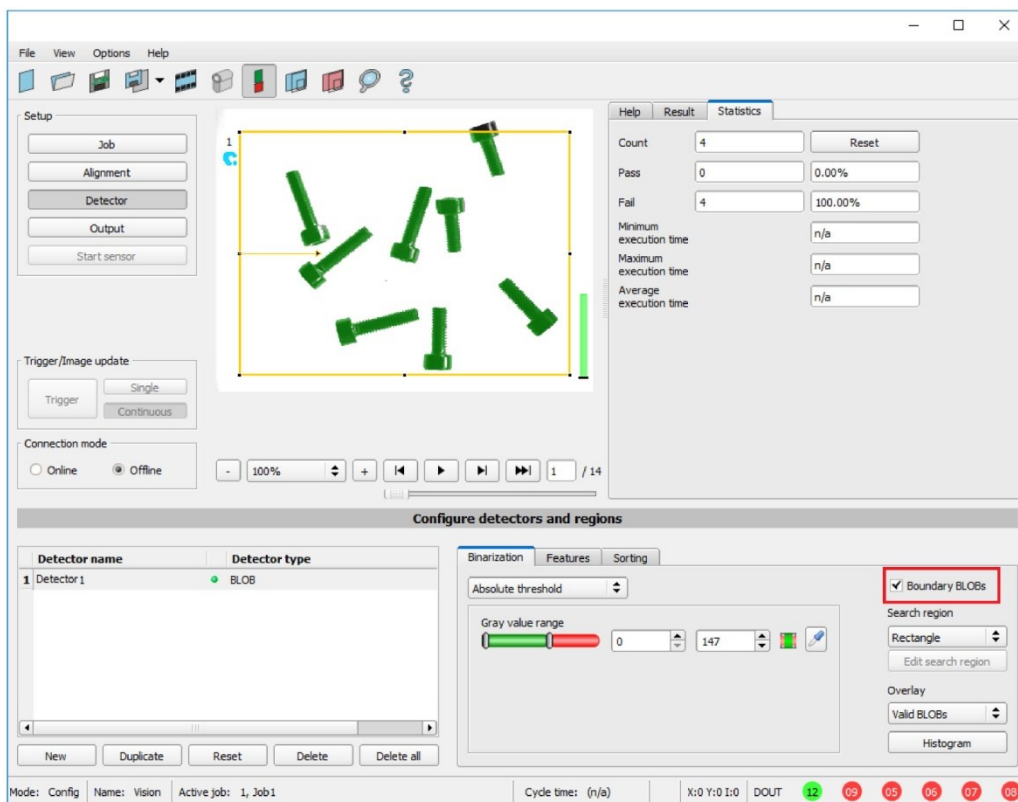 File View Options Help
Setup
Job
Alignment
Detector
Output
Start sensor
Trigger/Image update
Trigger
Single
Continuous
Connection mode
Online Offline
1
- 100% + 1 / 14
Help Result Statistics
Count 4 Reset
Pass 0 0.00%
Fail 4 100.00%
Minimum
execution time n/a
Maximum
execution time n/a
Average
execution time n/a
Configure detectors and regions
Detector name Detector type
1 Detector1 BLOB
New Duplicate Reset Delete Delete all
Binarization Features Sorting
Absolute threshold
Gray value range
0 147
Boundary BLOBs
Search region
Rectangle
Edit search region
Overlay
Valid BLOBs
Histogram
Mode: Config Name: Vision Active job: 1, Job1 Cycle time: (n/a) X:0 Y:0 I:0 DOUT 12 09 05 06 07 08